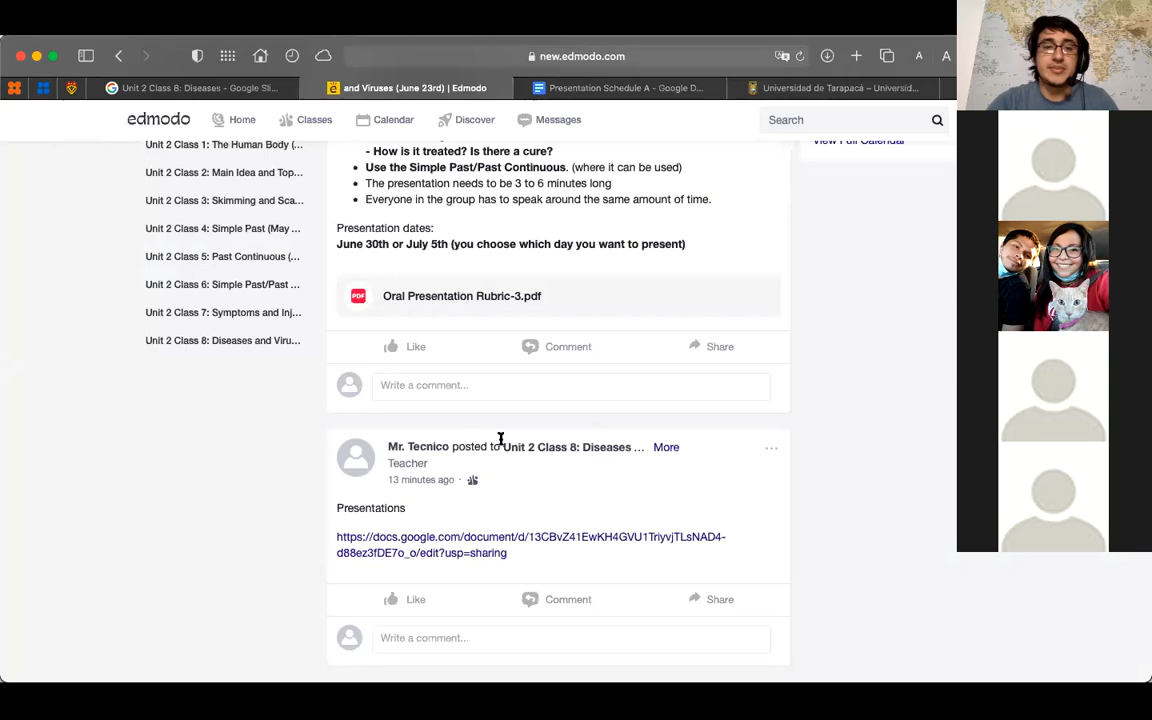 new.edmodo.com
A A
Unit 2 Class 8: Diseases - Google Sli...
and Viruses (June 23rd) | Edmodo
Presentation Schedule A - Google D...
Universidad de Tarapacá – Universid...
edmodo
Home
Classes
Calendar
Discover
Messages
Search
View Full Calendar
Unit 2 Class 1: The Human Body (...
Unit 2 Class 2: Main Idea and Top...
Unit 2 Class 3: Skimming and Sca...
Unit 2 Class 4: Simple Past (May ...
Unit 2 Class 5: Past Continuous (...
Unit 2 Class 6: Simple Past/Past ...
Unit 2 Class 7: Symptoms and Inj...
Unit 2 Class 8: Diseases and Viru...
- How is it treated? Is there a cure?
• Use the Simple Past/Past Continuous. (where it can be used)
• The presentation needs to be 3 to 6 minutes long
• Everyone in the group has to speak around the same amount of time.
Presentation dates:
June 30th or July 5th (you choose which day you want to present)
PDF Oral Presentation Rubric-3.pdf
Like Comment Share
Write a comment...
Mr. Tecnico posted to Unit 2 Class 8: Diseases ... More
Teacher
13 minutes ago ·
Presentations
https://docs.google.com/document/d/13CBvZ41EwKH4GVU1TriyvjTLsNAD4-
d88ez3fDE7o_o/edit?usp=sharing
Like Comment Share
Write a comment...